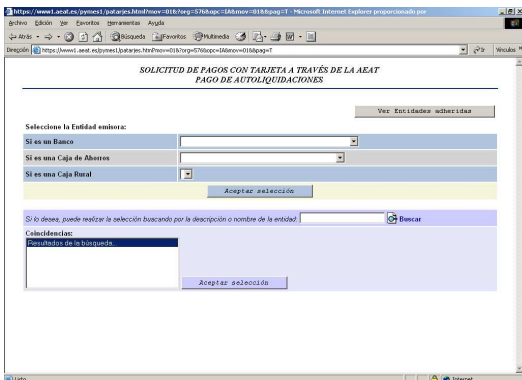 https://www1.aeat.es/pymes1/patarjes.html?mov=01&?org=576&opc=IA&mov=01&&pag=T - Microsoft Internet Explorer proporcionado por
Archivo Edición Ver Favoritos Herramientas Ayuda
Atrás Búsqueda Favoritos Multimedia
Dirección https://www1.aeat.es/pymes1/patarjes.html?mov=01&?org=576&opc=IA&mov=01&&pag=T Ir Vínculos
SOLICITUD DE PAGOS CON TARJETA A TRAVÉS DE LA AEAT
PAGO DE AUTOLIQUIDACIONES
Ver Entidades adheridas
Seleccione la Entidad emisora:
Si es un Banco
Si es una Caja de Ahorros
Si es una Caja Rural
Aceptar selección
Si lo desea, puede realizar la selección buscando por la descripción o nombre de la entidad: Buscar
Coincidencias:
Resultados de la búsqueda...
Aceptar selección
Listo Internet